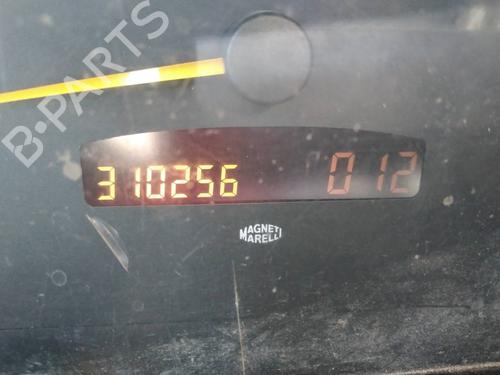 B-PARTS
310256 012
MAGNETI
MARELLI